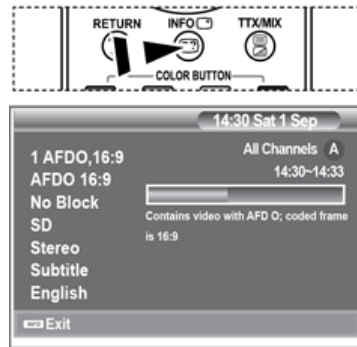 RETURN INFO TTX/MIX
COLOR BUTTON
14:30 Sat 1 Sep
All Channels A
14:30~14:33
1 AFDO,16:9
AFDO 16:9
No Block
SD
Stereo
Subtitle
English
Contains video with AFD O; coded frame
is 16:9
INFO Exit